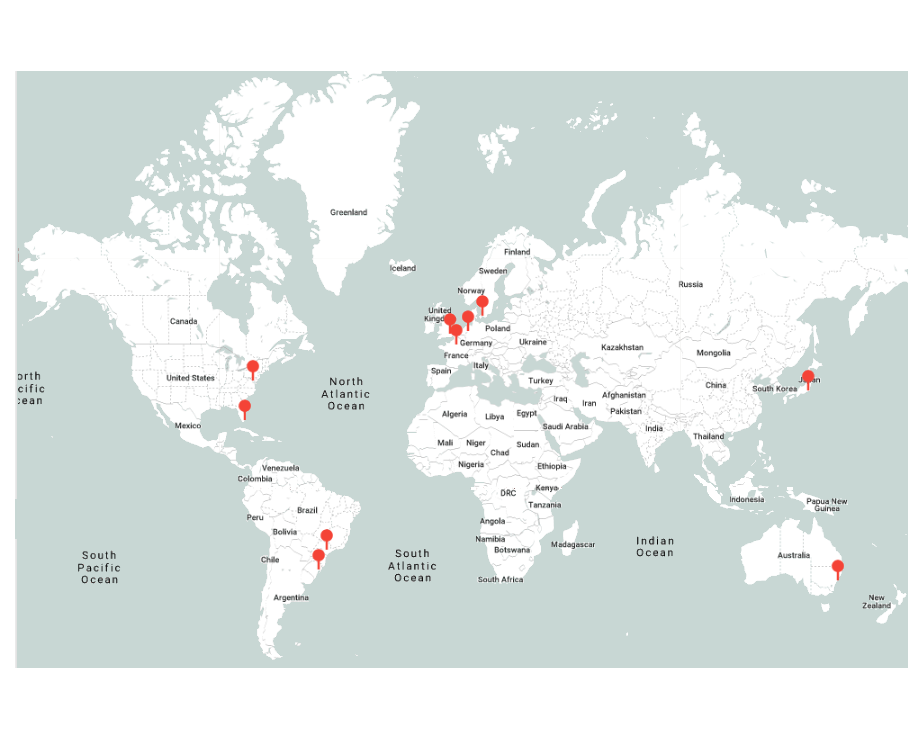 Greenland
Iceland
Finland
Sweden
Norway
Russia
United
Canada
Poland
Germany
Ukraine
Kazakhstan
Mongolia
France
Italy
Spain
United States
orth
cific
cean
North
Atlantic
Ocean
Turkey
China
South Korea
Iraq
Iran
Afghanistan
Pakistan
Mexico
Algeria
Libya
Egypt
Saudi Arabia
India
Thailand
Mali
Niger
Chad
Sudan
Venezuela
Colombia
Nigeria
Ethiopia
Kenya
DRC
Tanzania
Indonesia
Papua New
Guinea
Peru
Brazil
Bolivia
Angola
Namibia
Botswana
Madagascar
Indian
Ocean
South
Pacific
Ocean
Chile
South
Atlantic
Ocean
Australia
South Africa
Argentina
New
Zealand